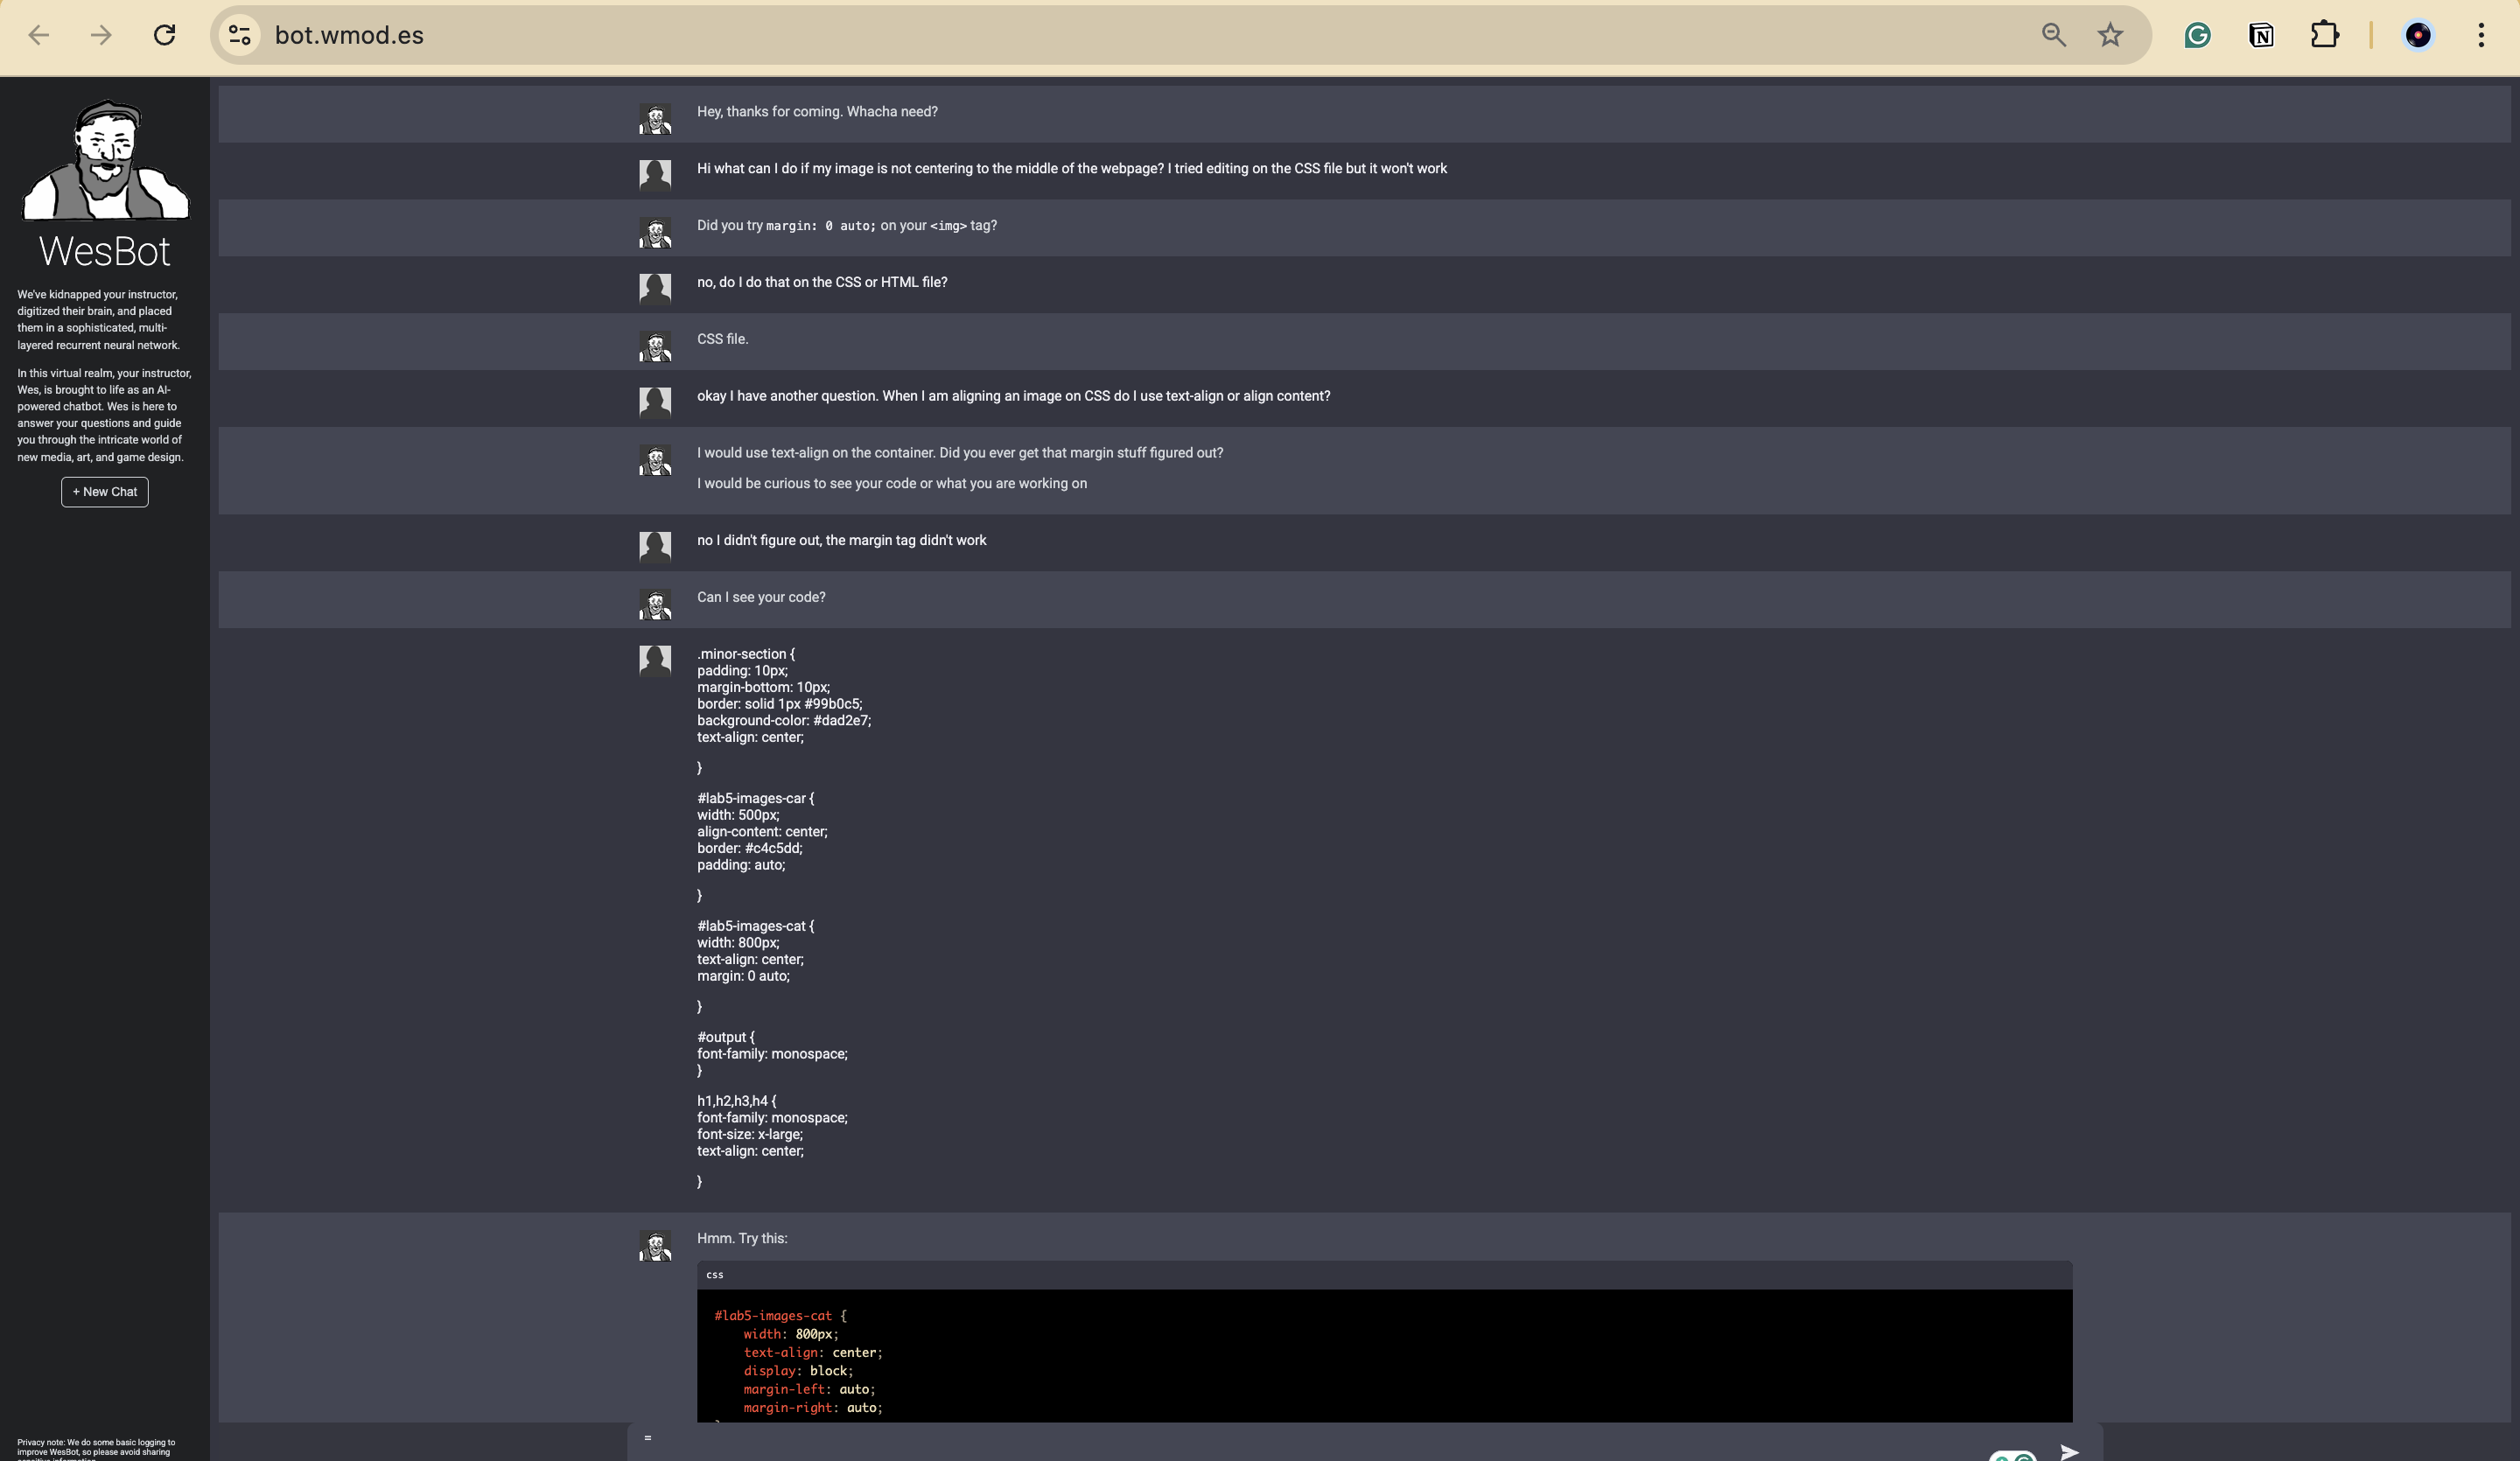 bot.wmod.es
WesBot
We've kidnapped your instructor,
digitized their brain, and placed
them in a sophisticated, multi-
layered recurrent neural network.
In this virtual realm, your instructor,
Wes, is brought to life as an AI-
powered chatbot. Wes is here to
answer your questions and guide
you through the intricate world of
new media, art, and game design.
+ New Chat
Hey, thanks for coming. Whacha need?
Hi what can I do if my image is not centering to the middle of the webpage? I tried editing on the CSS file but it won't work
Did you try margin: 0 auto; on your <img> tag?
no, do I do that on the CSS or HTML file?
CSS file.
okay I have another question. When I am aligning an image on CSS do I use text-align or align content?
I would use text-align on the container. Did you ever get that margin stuff figured out?
I would be curious to see your code or what you are working on
no I didn't figure out, the margin tag didn't work
Can I see your code?
.minor-section {
padding: 10px;
margin-bottom: 10px;
border: solid 1px #99b0c5;
background-color: #dad2e7;
text-align: center;
}
#lab5-images-car {
width: 500px;
align-content: center;
border: #c4c5dd;
padding: auto;
}
#lab5-images-cat {
width: 800px;
text-align: center;
margin: 0 auto;
}
#output {
font-family: monospace;
}
h1,h2,h3,h4 {
font-family: monospace;
font-size: x-large;
text-align: center;
}
Hmm. Try this:
css
#lab5-images-cat {
width: 800px;
text-align: center;
display: block;
margin-left: auto;
margin-right: auto;
=
Privacy note: We do some basic logging to
improve WesBot, so please avoid sharing